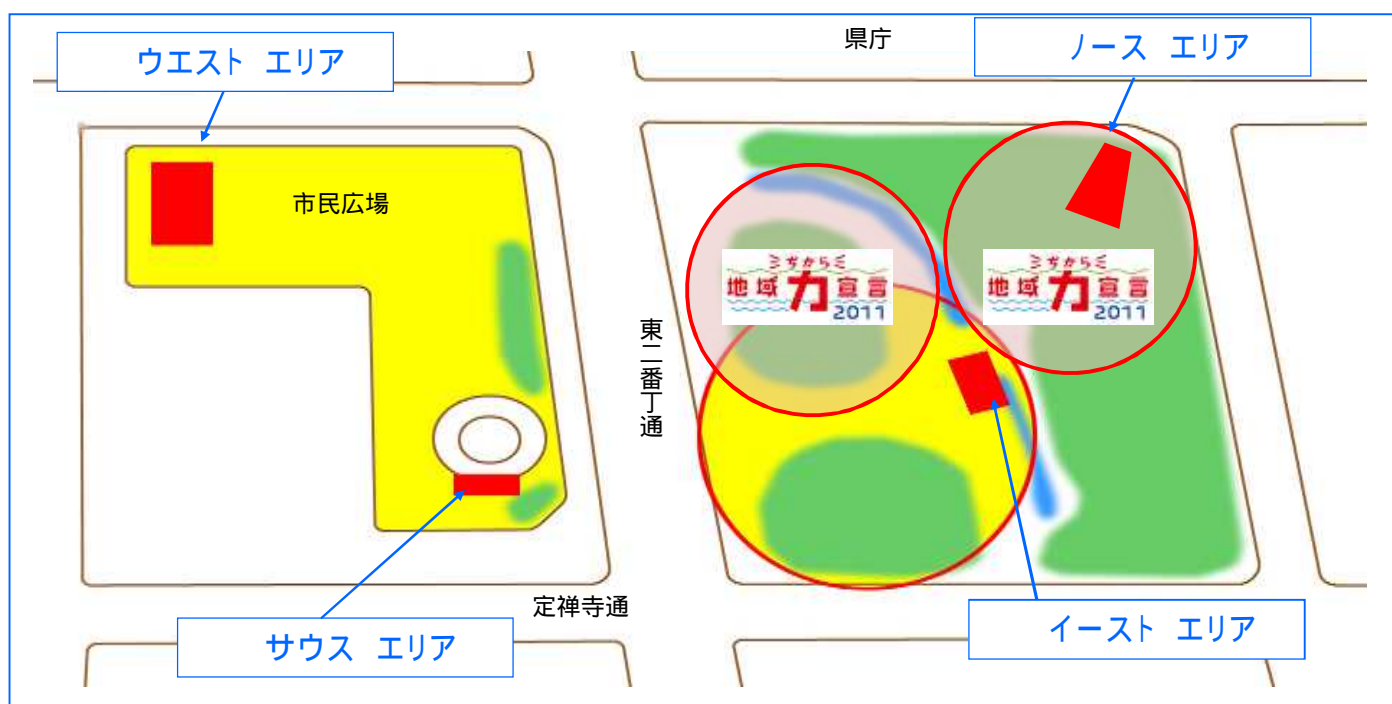 県庁
ウエスト エリア
ノース エリア
市民広場
ちから
地域力宣言
2011
ちから
地域力宣言
2011
東二番丁通
定禅寺通
サウス エリア
イースト エリア